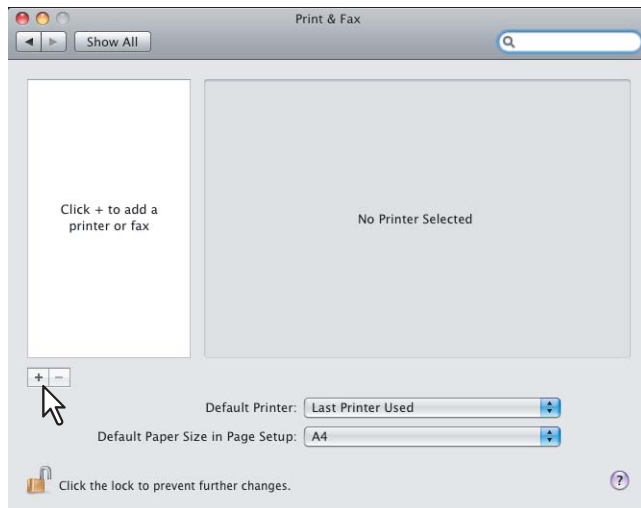 Print & Fax
Show All
Click + to add a
printer or fax
No Printer Selected
+ −
Default Printer: Last Printer Used
Default Paper Size in Page Setup: A4
Click the lock to prevent further changes.
?